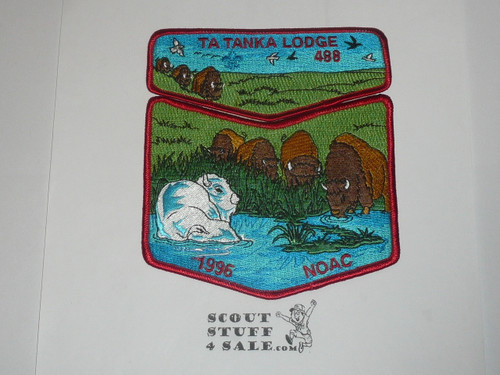 TA TANKA LODGE
488
1996 NOAC
SCOUT
STUFF
4 SALE.com